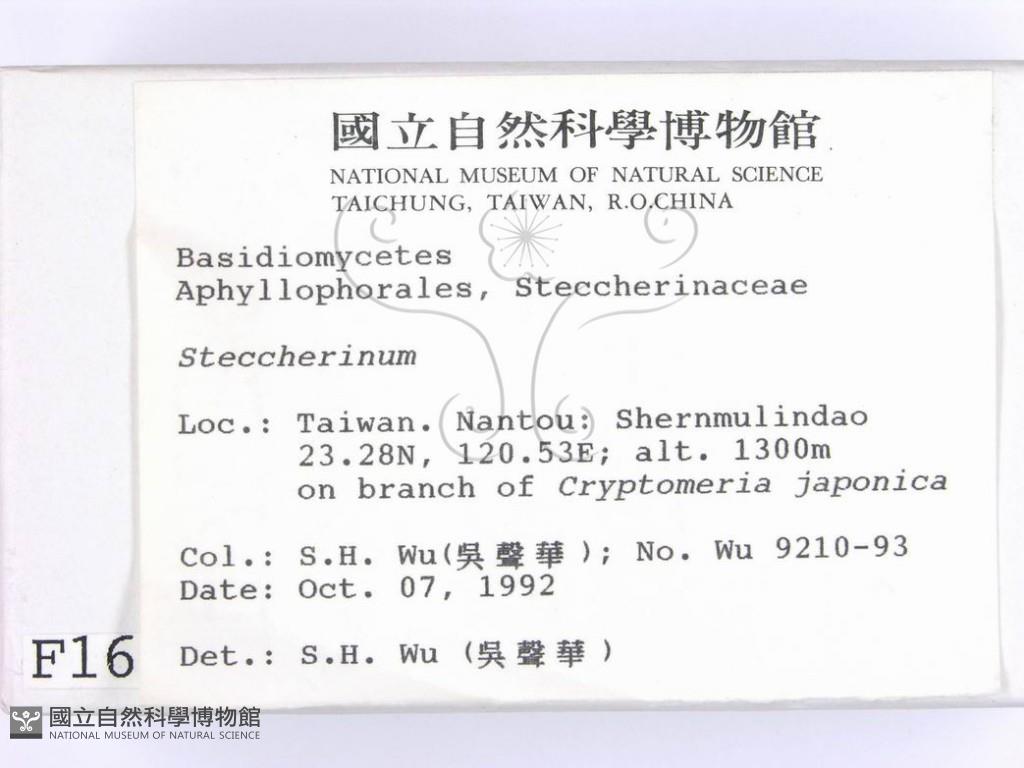 國立自然科學博物館
NATIONAL MUSEUM OF NATURAL SCIENCE
TAICHUNG, TAIWAN, R.O.CHINA
Basidiomycetes
Aphyllophorales, Steccherinaceae
Steccherinum
Loc.: Taiwan. Nantou: Shernmulindao
23.28N, 120.53E; alt. 1300m
on branch of Cryptomeria japonica
Col.: S.H. Wu(吳聲華); No. Wu 9210-93
Date: Oct. 07, 1992
Det.: S.H. Wu (吳聲華)
F16
國立自然科學博物館
NATIONAL MUSEUM OF NATURAL SCIENCE